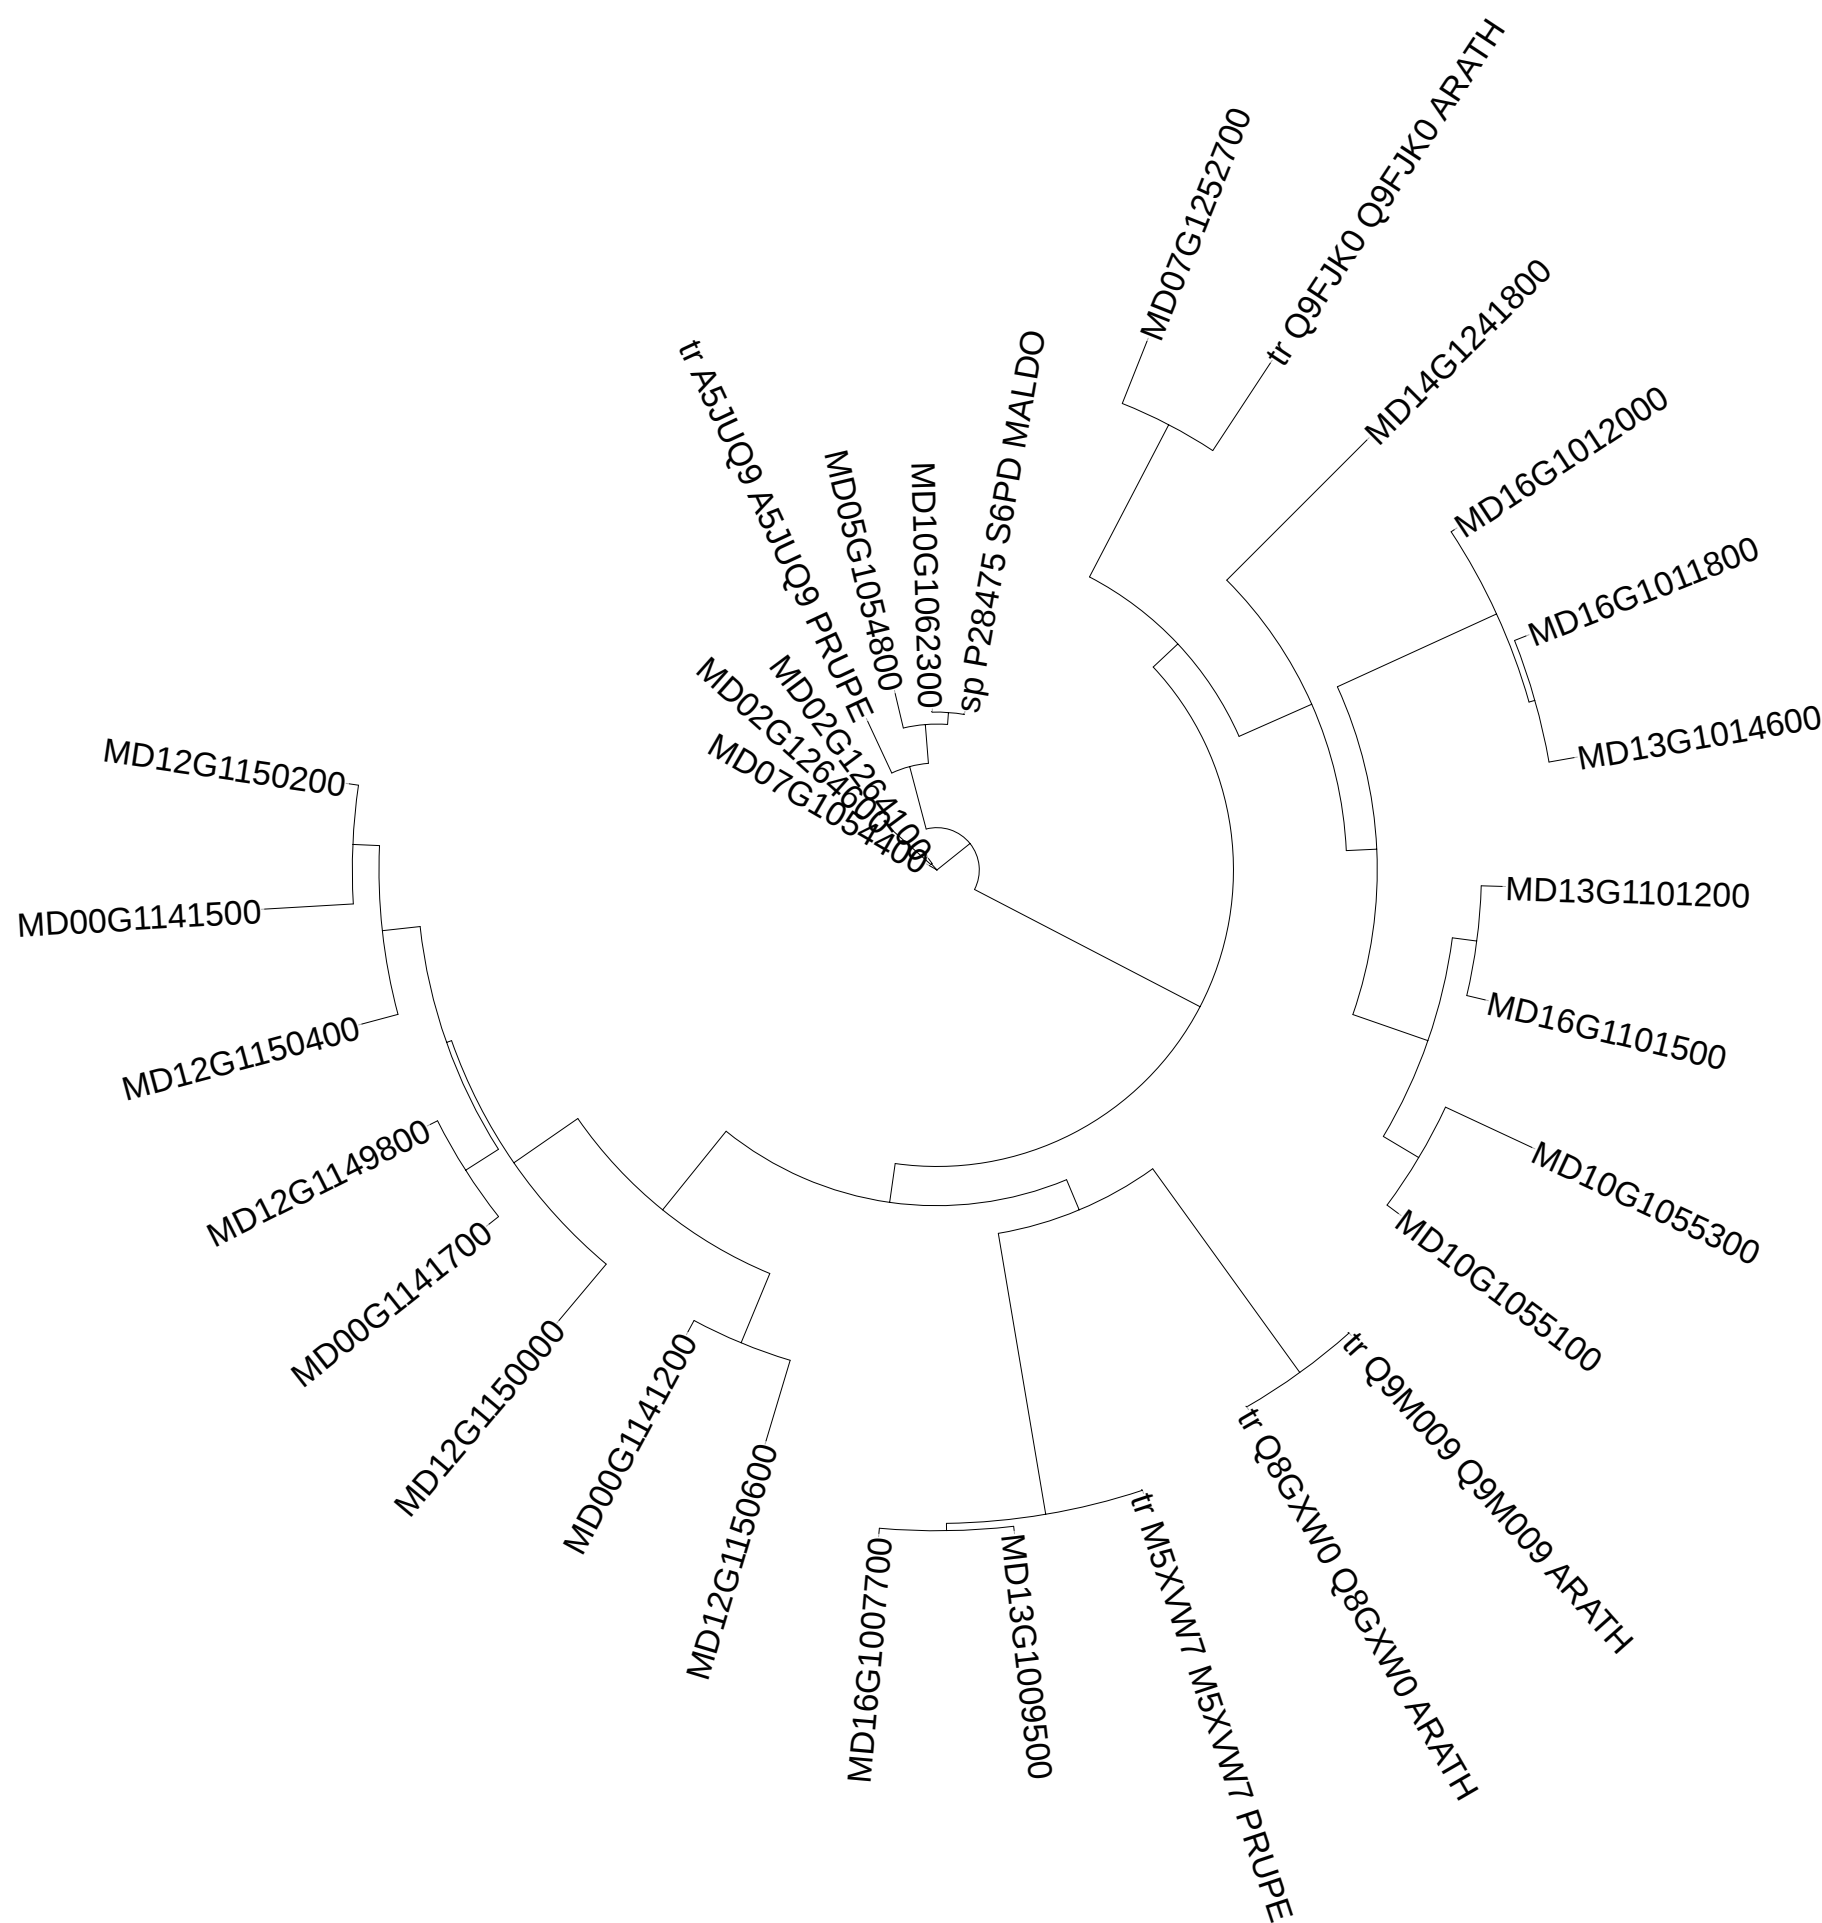 tr Q9FJK0 Q9FJK0 ARATH
MD07G1252700
MD14G1241800
tr A5JUQ9 A5JUQ9 PRUPE
MD05G1054800
MD10G1062300
sp P28475 S6PD MALDO
MD16G1012000
MD16G1011800
MD13G1014600
MD02G1264100
MD02G1264600
MD07G1054400
MD12G1150200
MD00G1141500
MD13G1101200
MD16G1101500
MD12G1150400
MD10G1055300
MD12G1149800
MD10G1055100
MD00G1141700
MD12G1150000
MD00G1141200
MD12G1150600
tr Q9M009 Q9M009 ARATH
tr Q8GXW0 Q8GXW0 ARATH
MD16G1007700
MD13G1009500
tr M5XVW7 M5XVW7 PRUPE